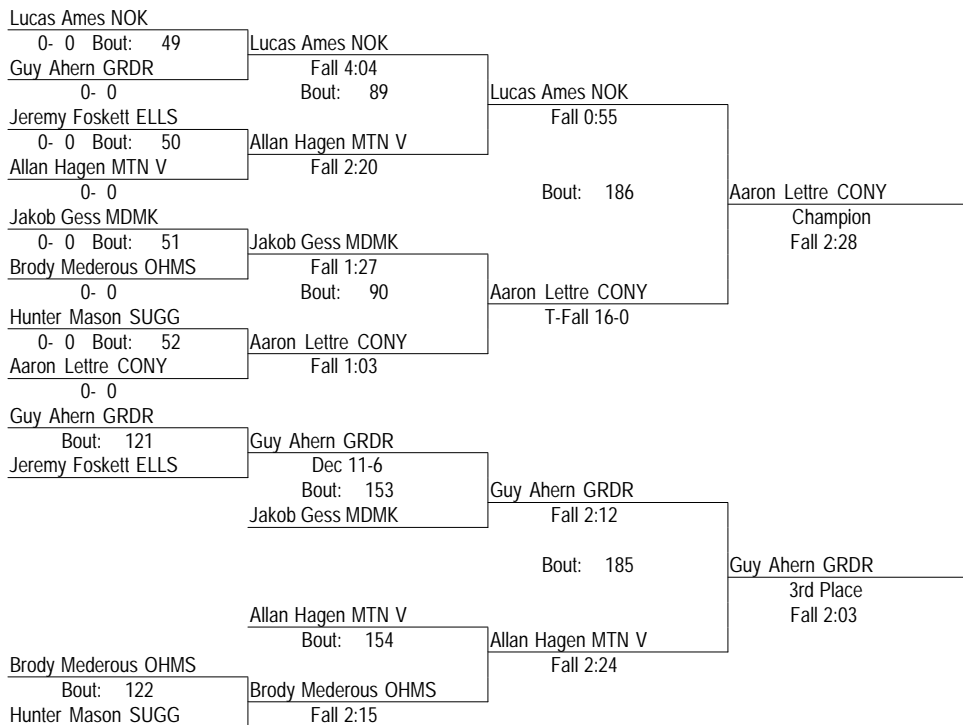 Lucas Ames NOK
0- 0 Bout: 49
Lucas Ames NOK
Guy Ahern GRDR
Fall 4:04
0- 0
Bout: 89
Lucas Ames NOK
Jeremy Foskett ELLS
Fall 0:55
0- 0 Bout: 50
Allan Hagen MTN V
Allan Hagen MTN V
Fall 2:20
0- 0
Bout: 186
Aaron Lettre CONY
Jakob Gess MDMK
Champion
0- 0 Bout: 51
Jakob Gess MDMK
Fall 2:28
Brody Mederous OHMS
Fall 1:27
0- 0
Bout: 90
Aaron Lettre CONY
Hunter Mason SUGG
T-Fall 16-0
0- 0 Bout: 52
Aaron Lettre CONY
Aaron Lettre CONY
Fall 1:03
0- 0
Guy Ahern GRDR
Bout: 121
Guy Ahern GRDR
Jeremy Foskett ELLS
Dec 11-6
Bout: 153
Guy Ahern GRDR
Jakob Gess MDMK
Fall 2:12
Bout: 185
Guy Ahern GRDR
3rd Place
Allan Hagen MTN V
Fall 2:03
Bout: 154
Allan Hagen MTN V
Brody Mederous OHMS
Fall 2:24
Bout: 122
Brody Mederous OHMS
Hunter Mason SUGG
Fall 2:15